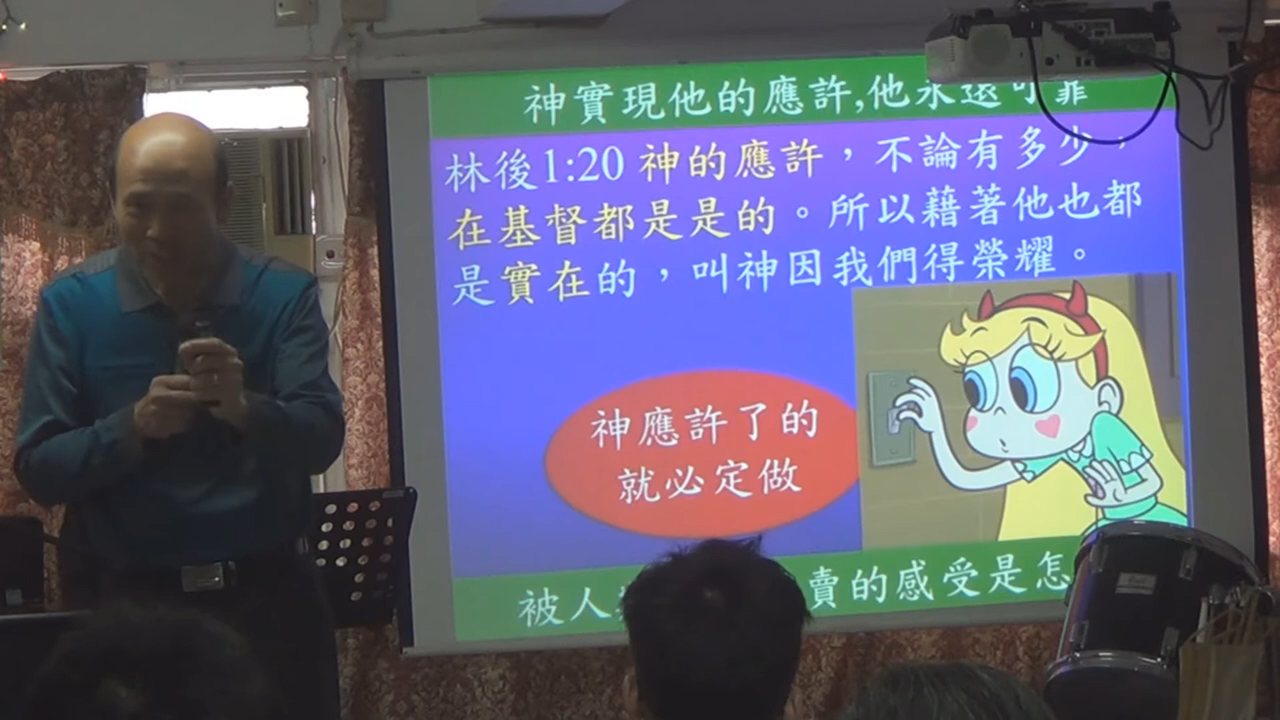 神實現他的應許,他永遠可靠
林後1:20 神的應許，不論有多少，
在基督都是是的。所以藉著他也都
是實在的，叫神因我們得榮耀。
神應許了的
就必定做
被人 賣的感受是怎